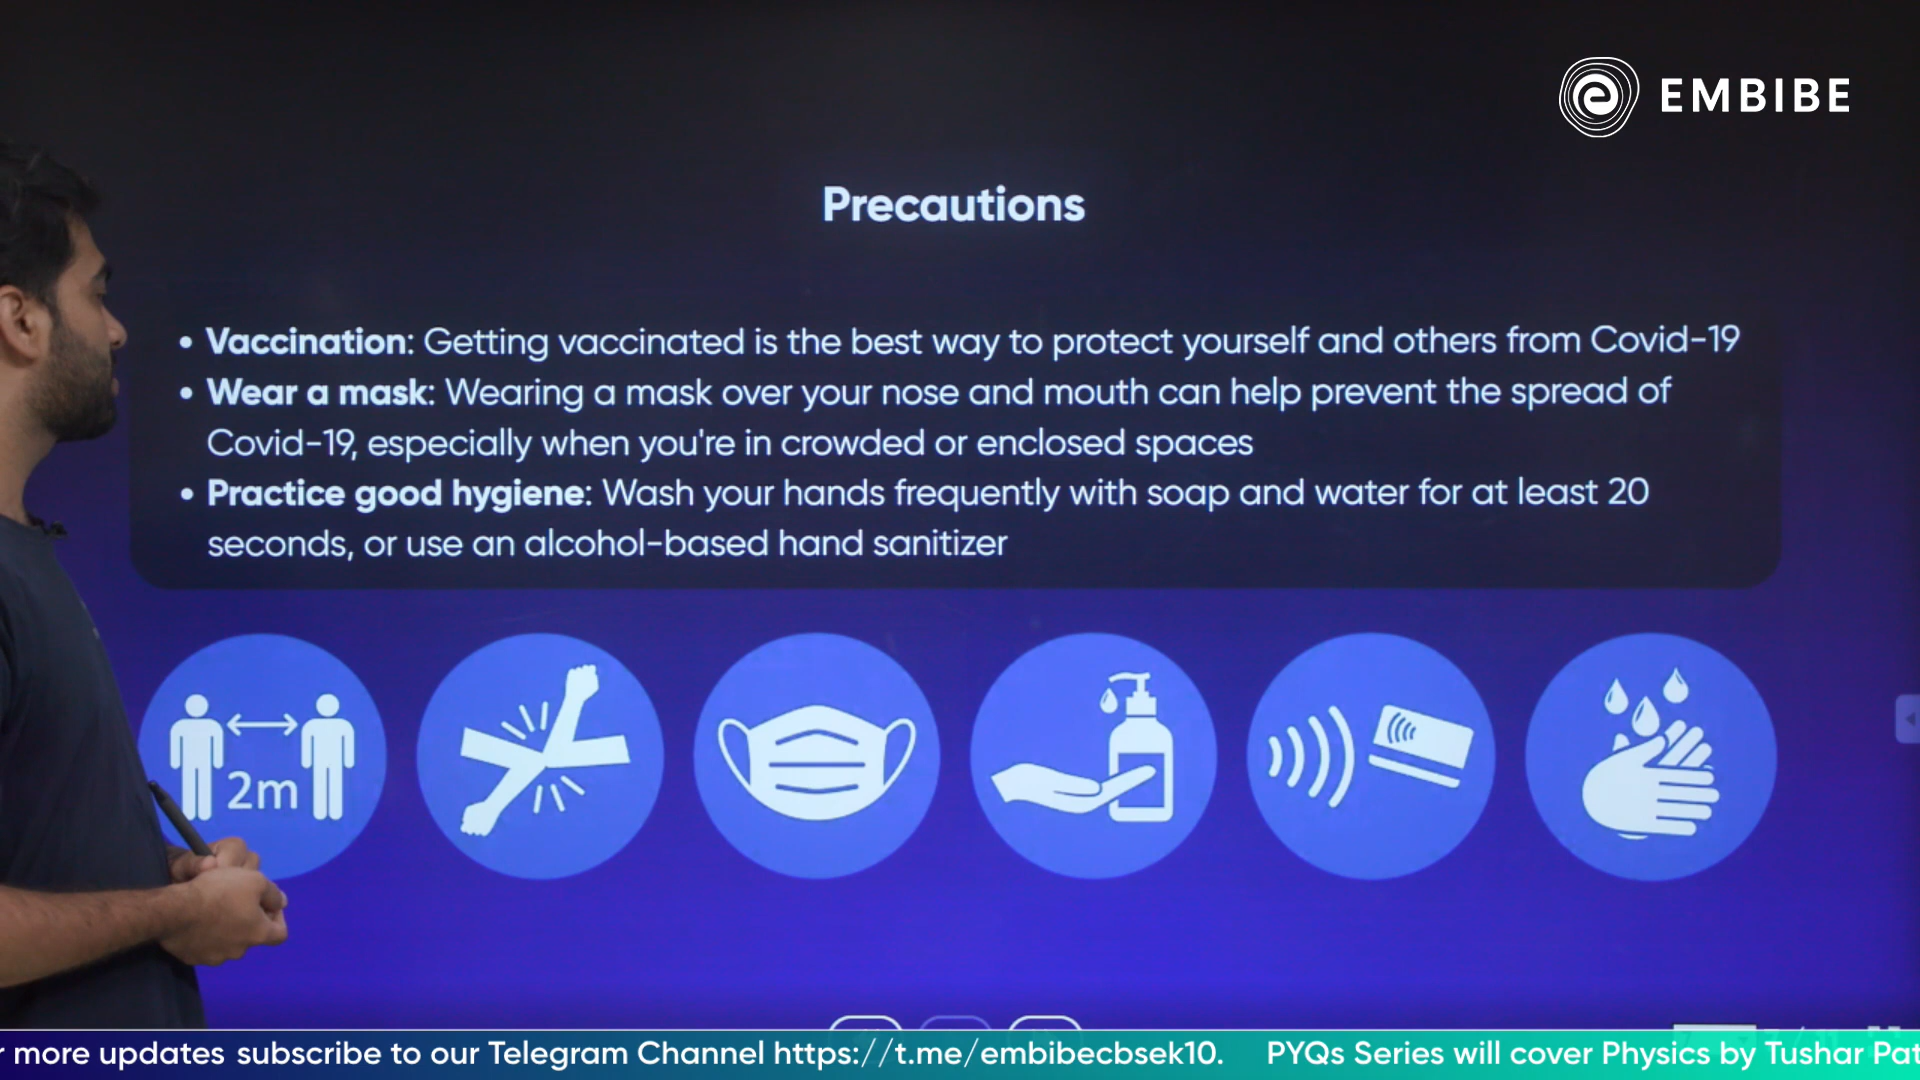 EMBIBE
Precautions
• Vaccination: Getting vaccinated is the best way to protect yourself and others from Covid-19
• Wear a mask: Wearing a mask over your nose and mouth can help prevent the spread of
Covid-19, especially when you're in crowded or enclosed spaces
• Practice good hygiene: Wash your hands frequently with soap and water for at least 20
seconds, or use an alcohol-based hand sanitizer
2m
r more updates subscribe to our Telegram Channel https://t.me/embibecbsek10. PYQs Series will cover Physics by Tushar Pat